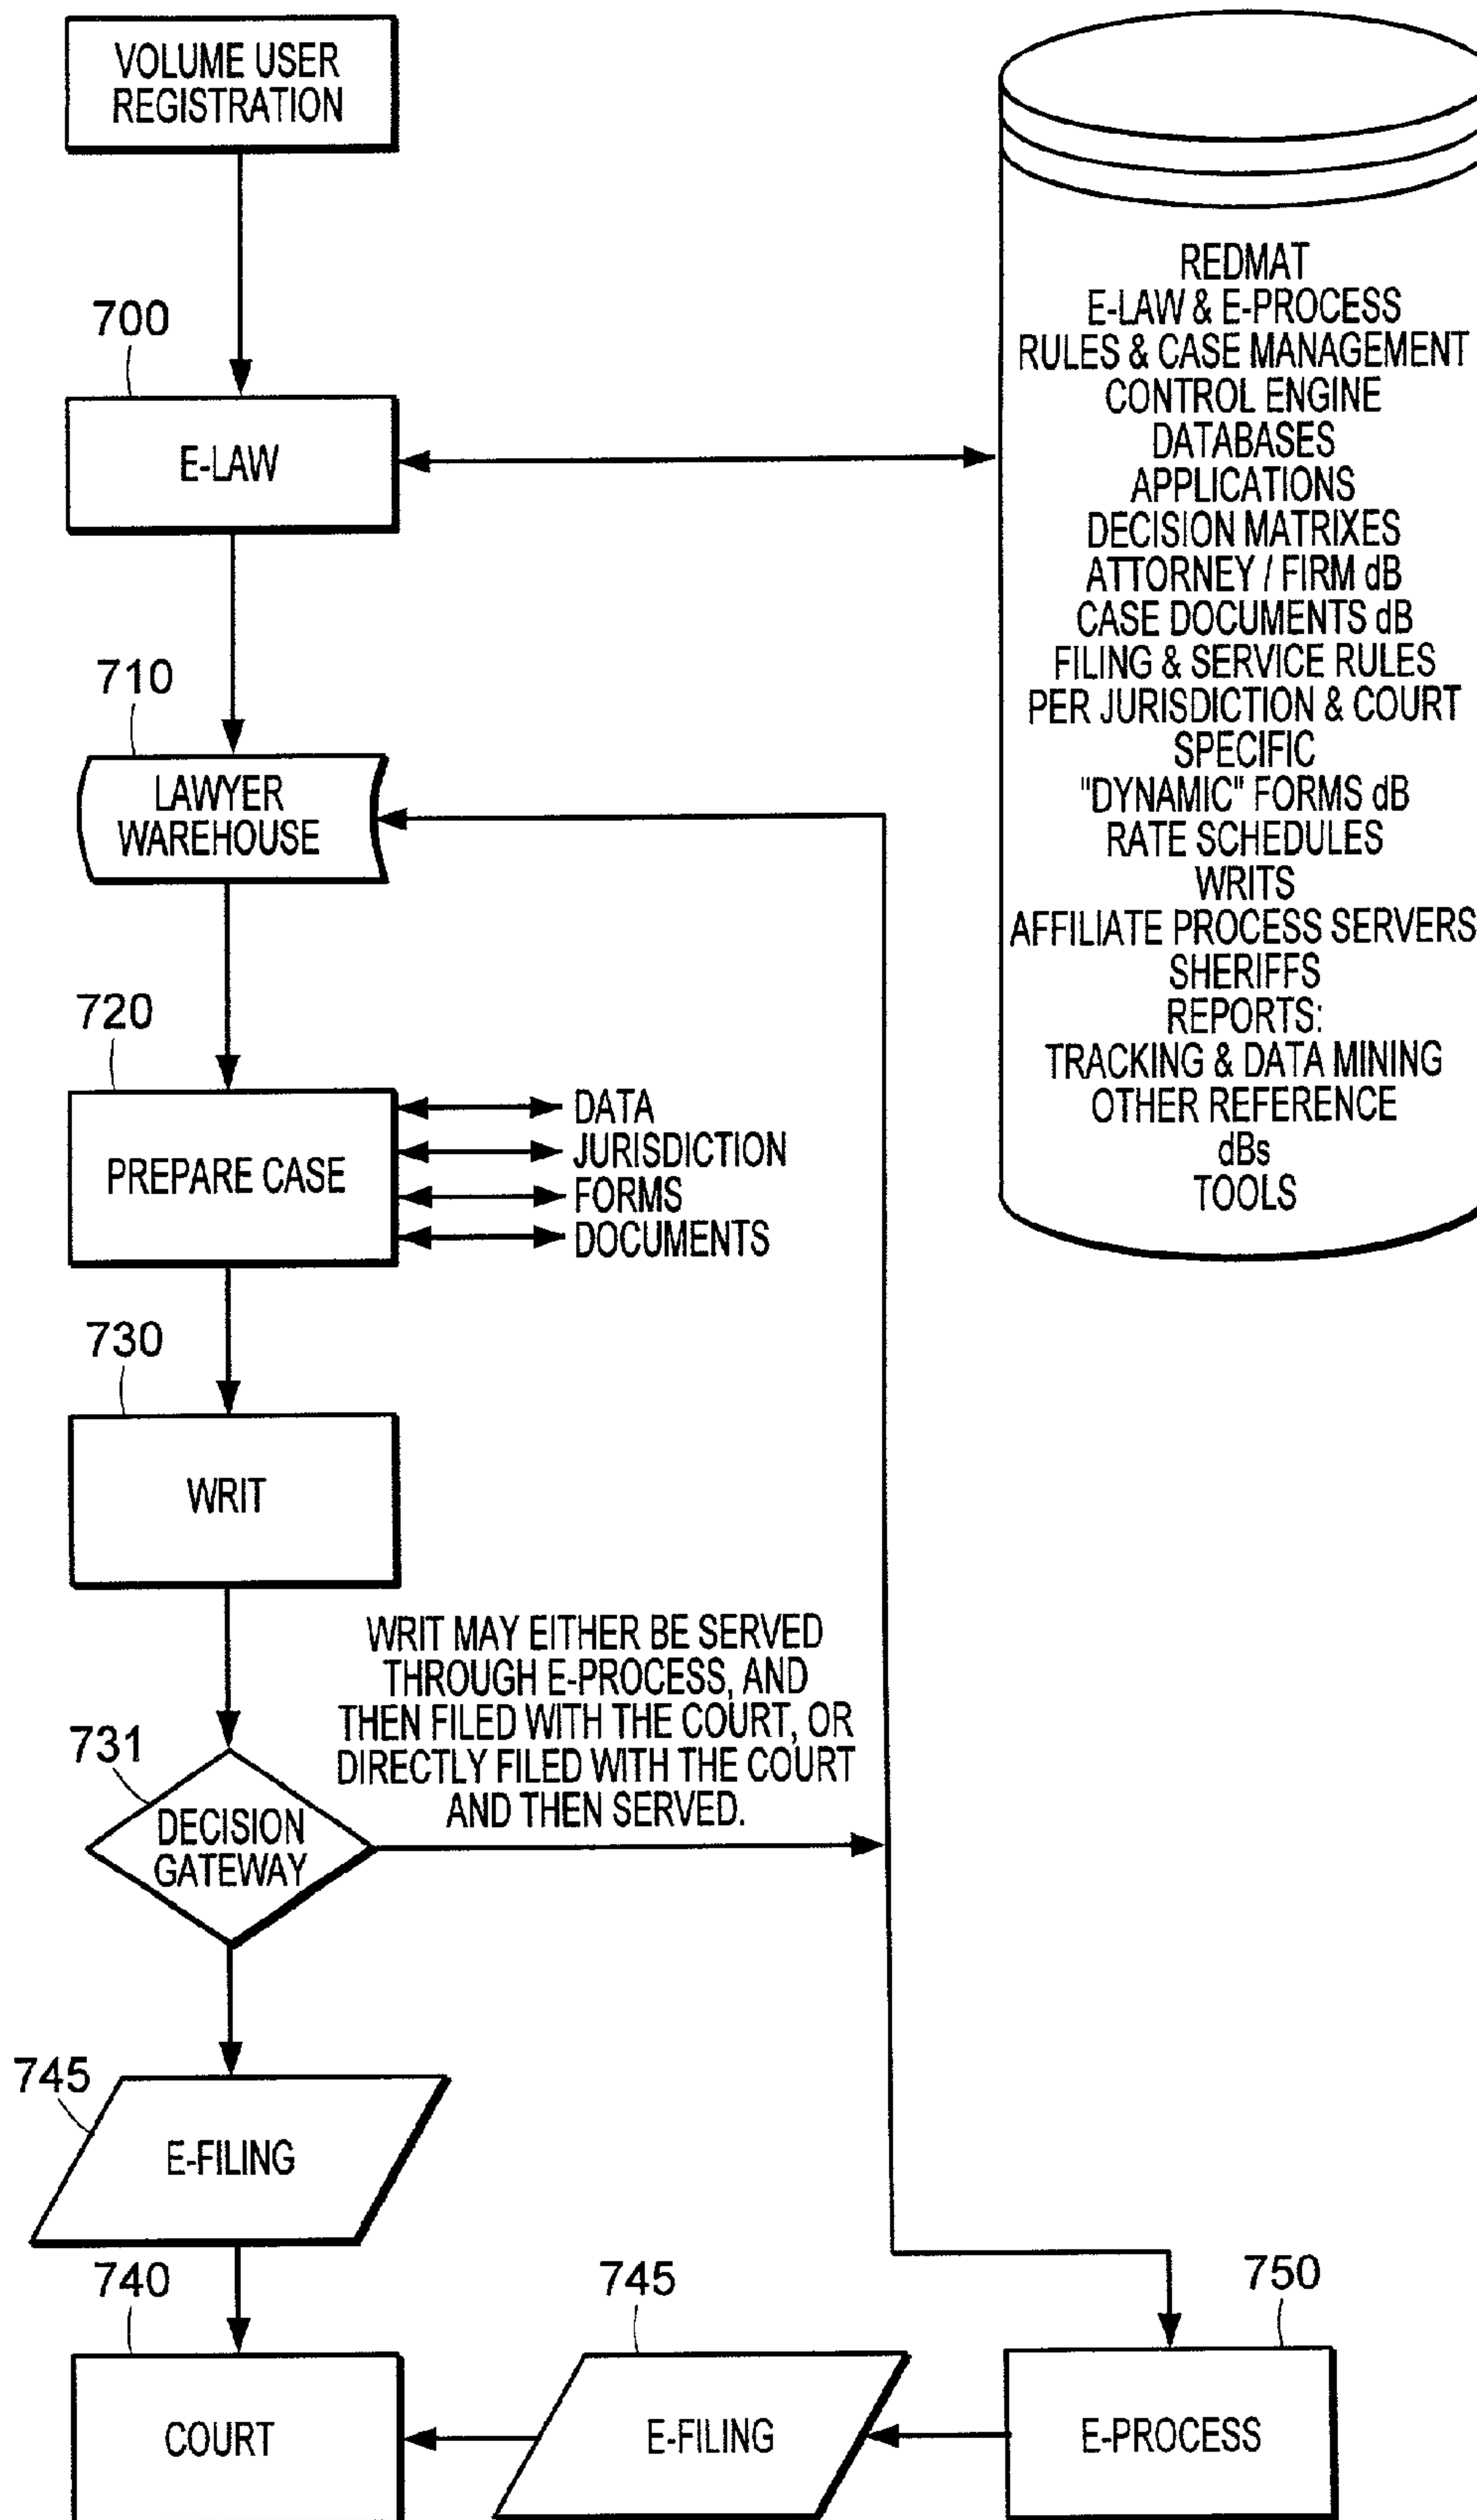 VOLUME USER
REGISTRATION
700
E-LAW
710
LAWYER
WAREHOUSE
720
PREPARE CASE
DATA
JURISDICTION
FORMS
DOCUMENTS
730
WRIT
WRIT MAY EITHER BE SERVED
THROUGH E-PROCESS, AND
THEN FILED WITH THE COURT, OR
DIRECTLY FILED WITH THE COURT
AND THEN SERVED.
731
DECISION
GATEWAY
745
E-FILING
740
COURT
745
E-FILING
750
E-PROCESS
REDMAT
E-LAW & E-PROCESS
RULES & CASE MANAGEMENT
CONTROL ENGINE
DATABASES
APPLICATIONS
DECISION MATRIXES
ATTORNEY / FIRM dB
CASE DOCUMENTS dB
FILING & SERVICE RULES
PER JURISDICTION & COURT
SPECIFIC
"DYNAMIC" FORMS dB
RATE SCHEDULES
WRITS
AFFILIATE PROCESS SERVERS
SHERIFFS
REPORTS:
TRACKING & DATA MINING
OTHER REFERENCE
dBs
TOOLS